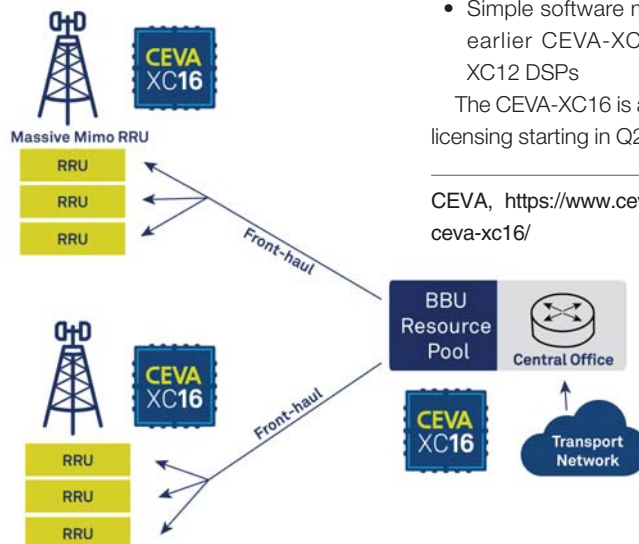 CEVA
XC16
Massive Mimo RRU
RRU
RRU
RRU
Front-haul
CEVA
XC16
RRU
RRU
RRU
Front-haul
BBU
Resource
Pool
Central Office
CEVA
XC16
Transport
Network
• Simple software
earlier CEVA-XC
XC12 DSPs
The CEVA-XC16 is
licensing starting in
CEVA, https://www.
ceva-xc16/